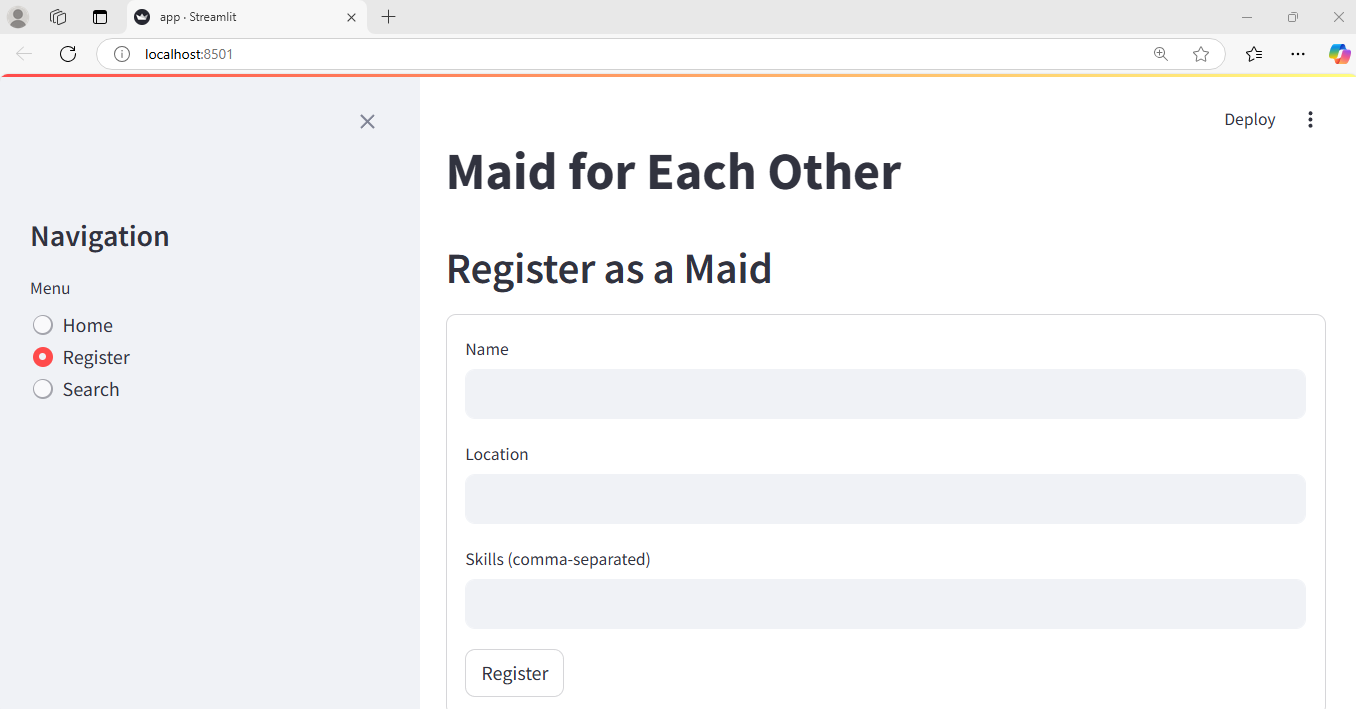 app · Streamlit
localhost:8501
Deploy
Maid for Each Other
Navigation
Menu
Home
Register
Search
Register as a Maid
Name
Location
Skills (comma-separated)
Register